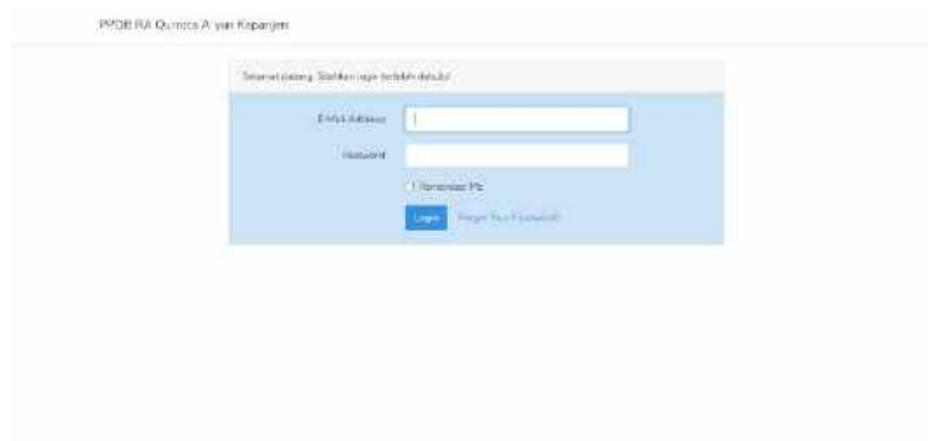 PPDB RA Qurrota A'yun Kepanjen
Selamat datang. Silahkan login terlebih dahulu!
E-Mail Address
Password
Remember Me
Login Forgot Your Password?